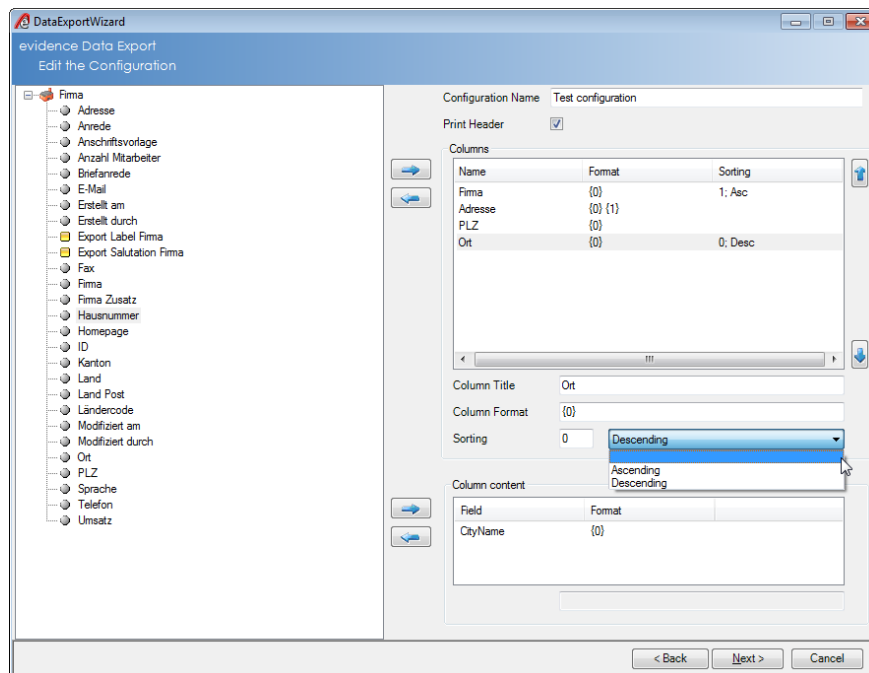 DataExportWizard
evidence Data Export
Edit the Configuration
Firma
Adresse
Anrede
Anschriftsvorlage
Anzahl Mitarbeiter
Briefanrede
E-Mail
Erstellt am
Erstellt durch
Export Label Firma
Export Salutation Firma
Fax
Firma
Firma Zusatz
Hausnummer
Homepage
ID
Kanton
Land
Land Post
Ländercode
Modifiziert am
Modifiziert durch
Ort
PLZ
Sprache
Telefon
Umsatz
Configuration Name Test configuration
Print Header
Columns
Name Format Sorting
Firma {0} 1; Asc
Adresse {0} {1}
PLZ {0}
Ort {0} 0; Desc
Column Title Ort
Column Format {0}
Sorting 0 Descending
Ascending
Descending
Column content
Field Format
CityName {0}
< Back Next > Cancel